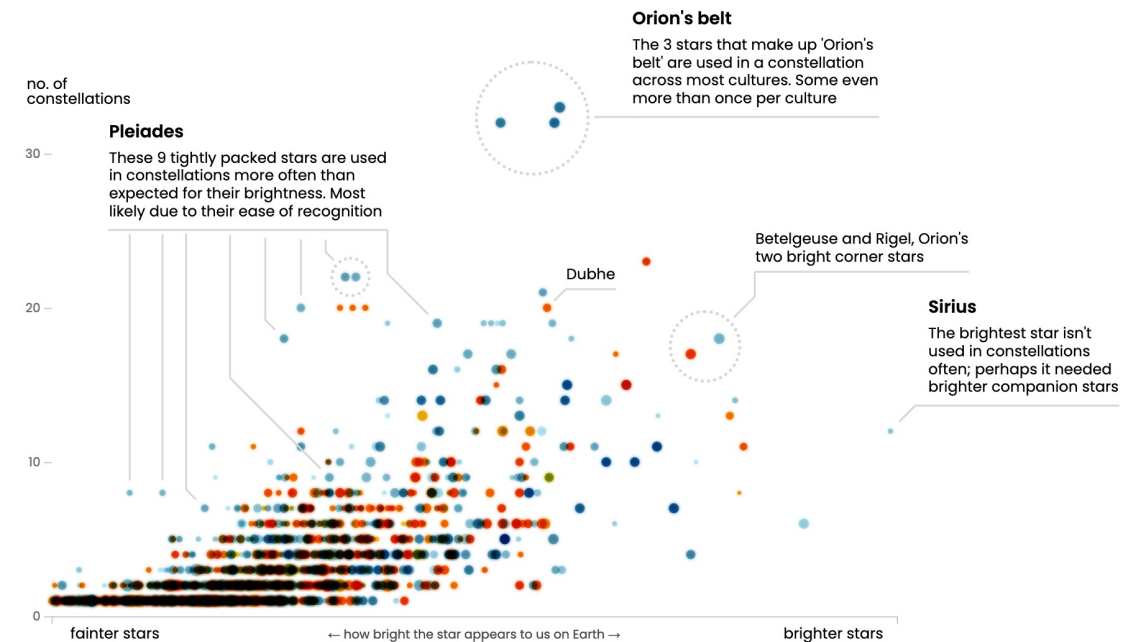 Orion's belt
The 3 stars that make up 'Orion's
belt' are used in a constellation
across most cultures. Some even
more than once per culture
no. of
constellations
Pleiades
These 9 tightly packed stars are used
in constellations more often than
expected for their brightness. Most
likely due to their ease of recognition
30
Betelgeuse and Rigel, Orion's
two bright corner stars
Dubhe
20
Sirius
The brightest star isn't
used in constellations
often; perhaps it needed
brighter companion stars
10
0
fainter stars
← how bright the star appears to us on Earth →
brighter stars